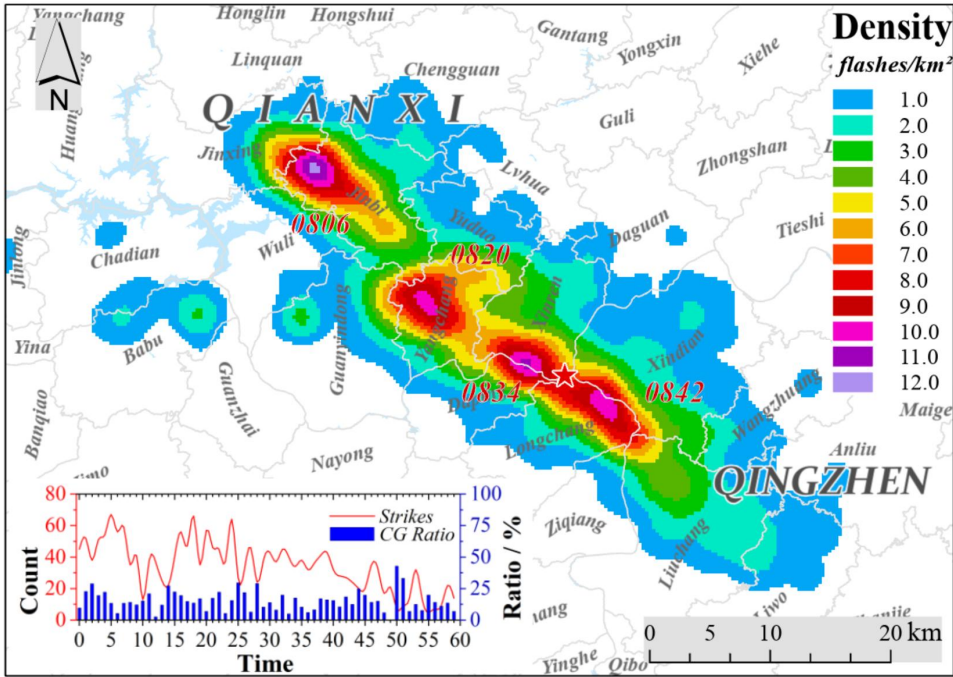 Yangchang
Honglin
Hongshui
Gantang
Yongxin
Xiehe
Linquan
Chengguan
N
QIANXI
Guli
Jinxing
Lvhua
Zhongshan
Hubi
0806
Yuduo
Wuli
0820
Daguan
Tieshi
Chadian
Jinlong
Yina
Babu
Guanyindong
Yongchang
Xiaoxi
Xindian
Guanzhai
0834
0842
Banqiao
Longchang
Wangzhuang
Maige
Nayong
Anliu
QINGZHEN
Ziqiang
Liuchang
Liwo
Yinghe
Qibo
Density
flashes/km²
1.0
2.0
3.0
4.0
5.0
6.0
7.0
8.0
9.0
10.0
11.0
12.0
80
60
40
20
0
Count
Strikes
CG Ratio
100
75
50
25
0
Ratio / %
0 5 10 15 20 25 30 35 40 45 50 55 60
Time
0 5 10 20 km